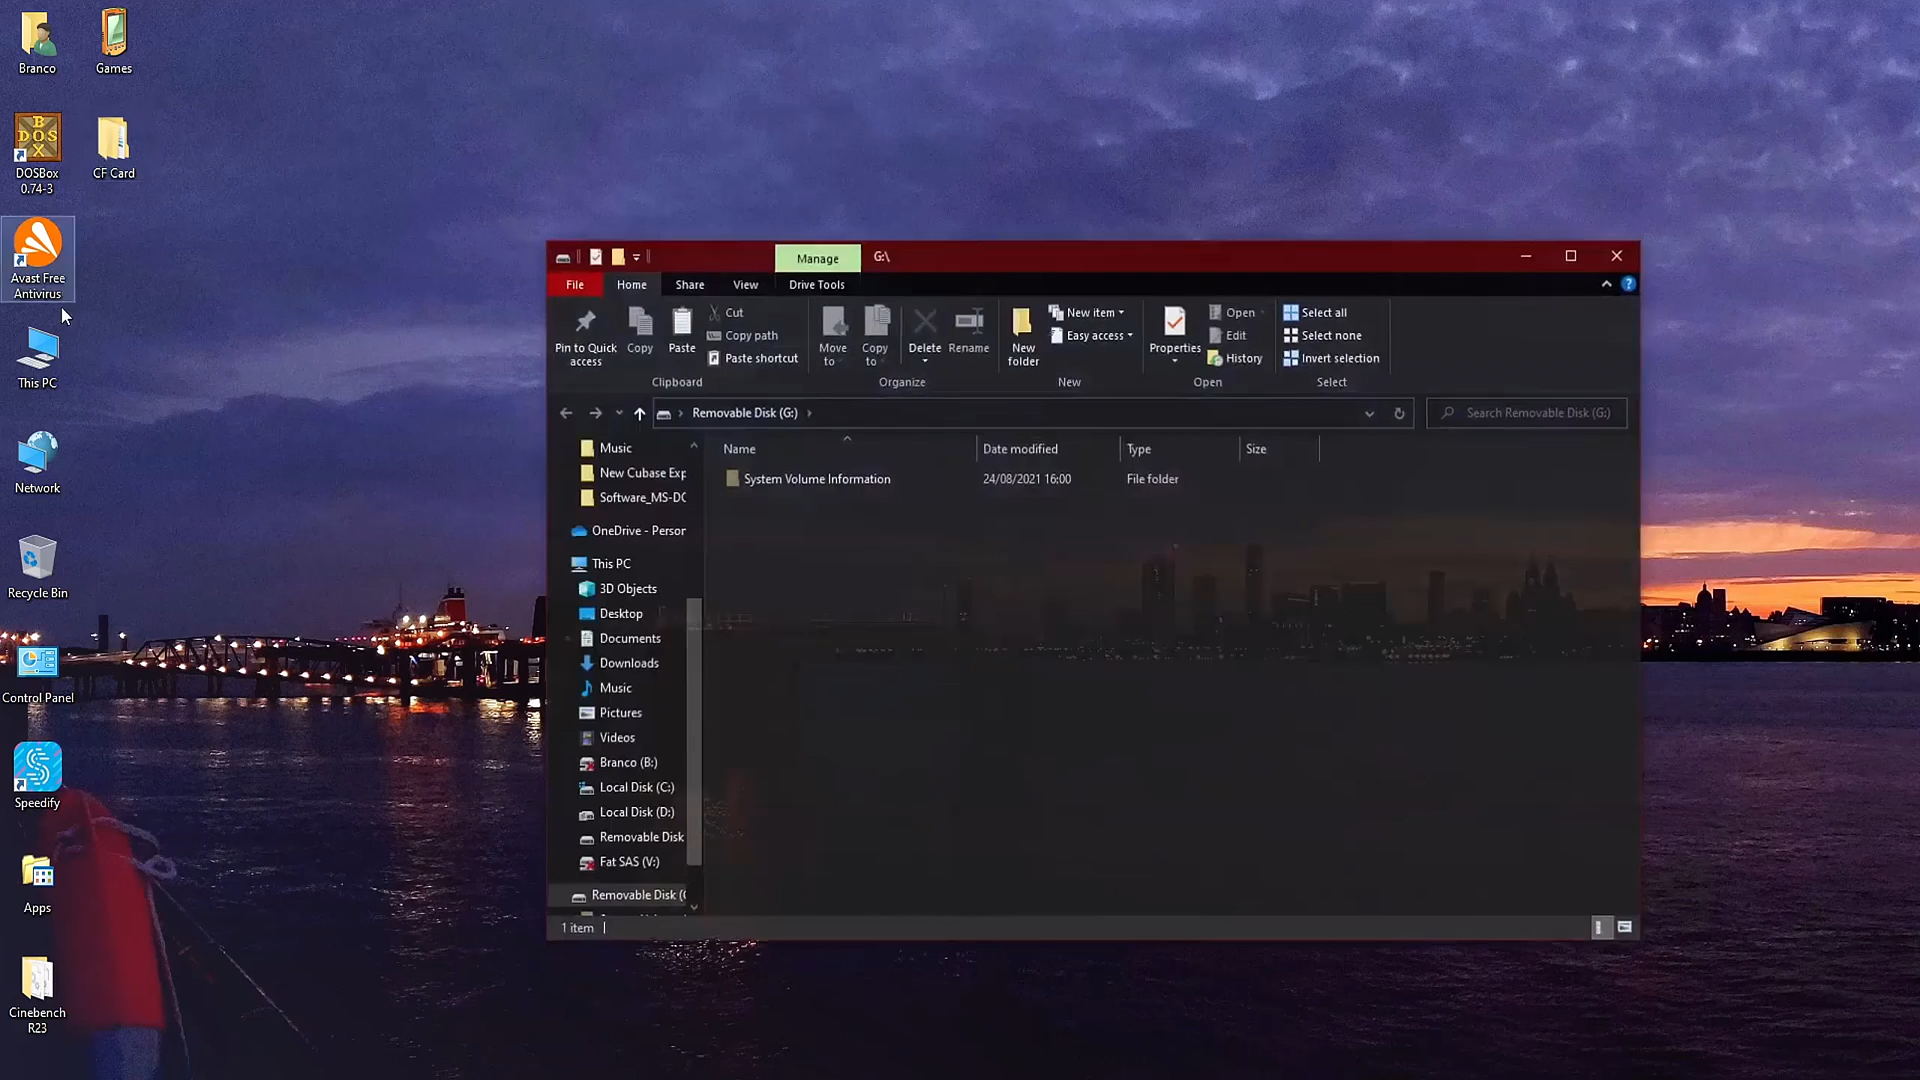 Branco
Games
DOSBox
0.74-3
CF Card
Avast Free
Antivirus
This PC
Network
Recycle Bin
Control Panel
Speedify
Apps
Cinebench
R23
Manage
G:\
File
Home
Share
View
Drive Tools
Pin to Quick
access
Copy
Paste
Cut
Copy path
Paste shortcut
Clipboard
Move
to
Copy
to
Delete
Rename
Organize
New
folder
New item
Easy access
New
Properties
Open
Edit
History
Open
Select all
Select none
Invert selection
Select
Removable Disk (G:)
Search Removable Disk (G:)
Music
New Cubase Exp
Software_MS-DO
OneDrive - Person
This PC
3D Objects
Desktop
Documents
Downloads
Music
Pictures
Videos
Branco (B:)
Local Disk (C:)
Local Disk (D:)
Removable Disk
Fat SAS (V:)
Removable Disk (
Name
Date modified
Type
Size
System Volume Information
24/08/2021 16:00
File folder
1 item